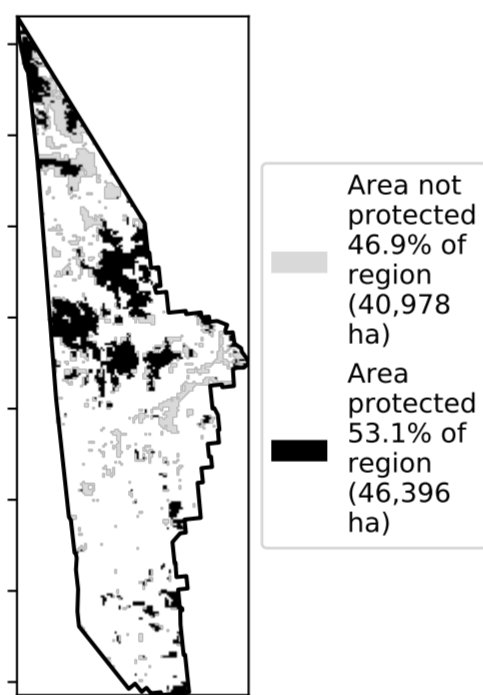 Area not
protected
46.9% of
region
(40,978
ha)
Area
protected
53.1% of
region
(46,396
ha)